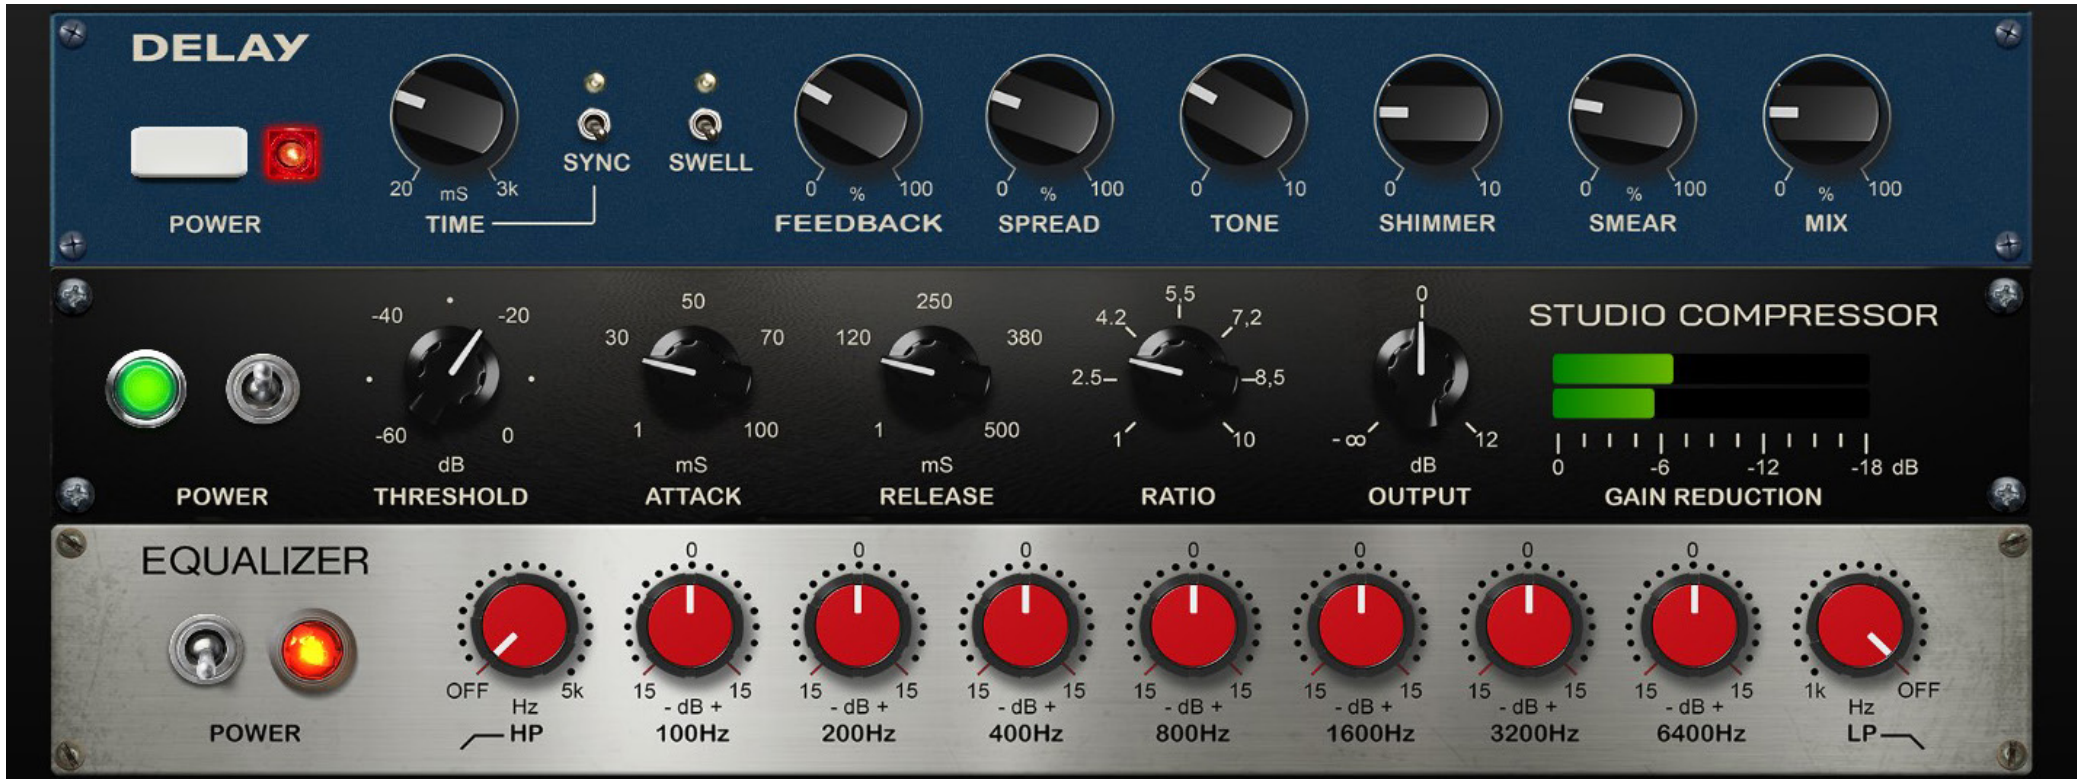 DELAY
POWER
20 mS 3k
TIME
SYNC
SWELL
0 % 100
FEEDBACK
0 % 100
SPREAD
0 10
TONE
0 10
SHIMMER
0 % 100
SMEAR
0 % 100
MIX
STUDIO COMPRESSOR
POWER
-60 -40 -20 0
dB
THRESHOLD
1 30 50 70 100
mS
ATTACK
1 120 250 380 500
mS
RELEASE
1 2.5 4.2 5,5 7,2 8,5 10
RATIO
-∞ 0 12
dB
OUTPUT
0 -6 -12 -18 dB
GAIN REDUCTION
EQUALIZER
POWER
OFF 5k
Hz
HP
0
15 15
- dB +
100Hz
0
15 15
- dB +
200Hz
0
15 15
- dB +
400Hz
0
15 15
- dB +
800Hz
0
15 15
- dB +
1600Hz
0
15 15
- dB +
3200Hz
0
15 15
- dB +
6400Hz
1k OFF
Hz
LP